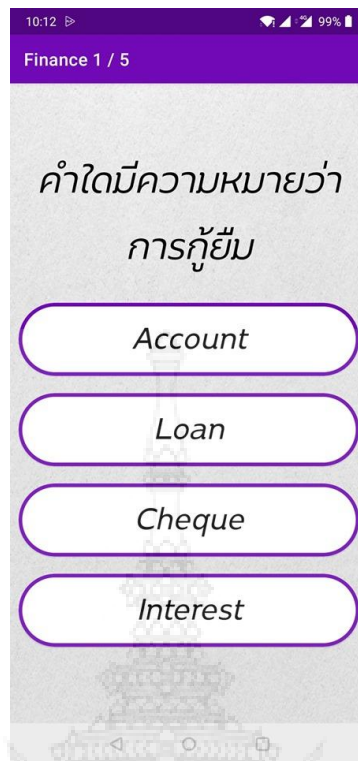 10:12 4G 99%
Finance 1 / 5
คำใดมีความหมายว่า
การกู้ยืม
Account
Loan
Cheque
Interest